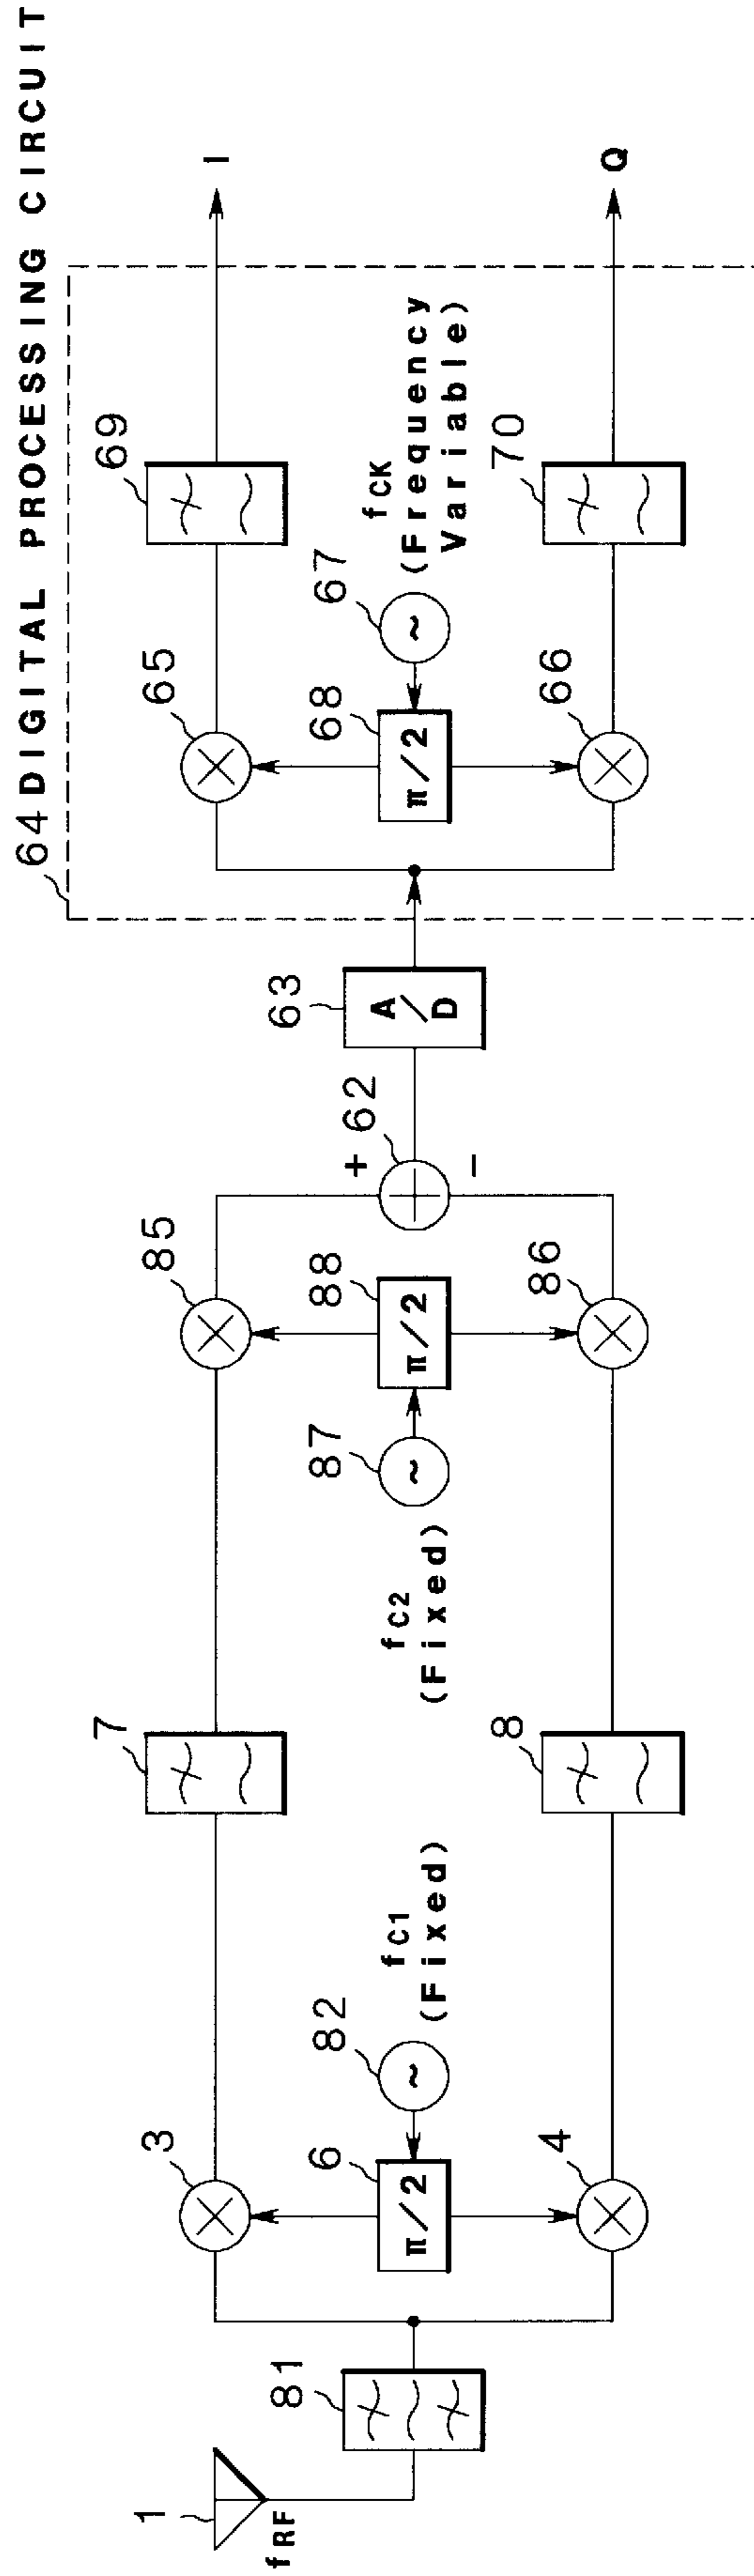 64 DIGITAL PROCESSING CIRCUIT
1
fRF
81
3
6
π/2
4
82
fC1
(Fixed)
7
8
fC2
(Fixed)
87
88
π/2
85
86
+
62
−
63
A/D
65
68
π/2
66
67
fCK
(Frequency
Variable)
69
70
I
Q